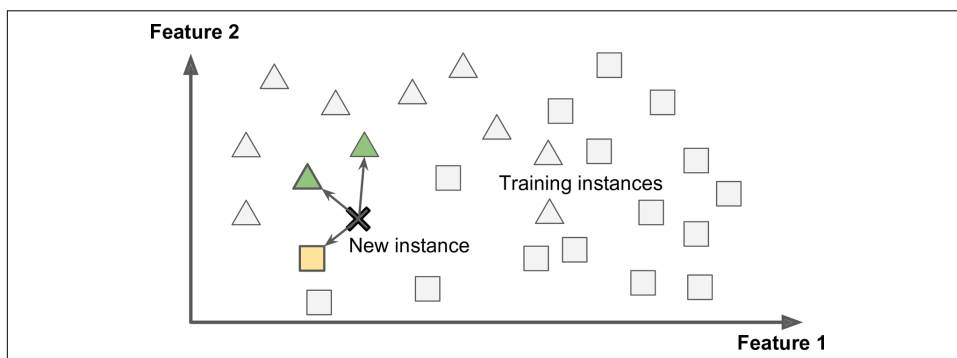 Feature 2
Training instances
New instance
Feature 1